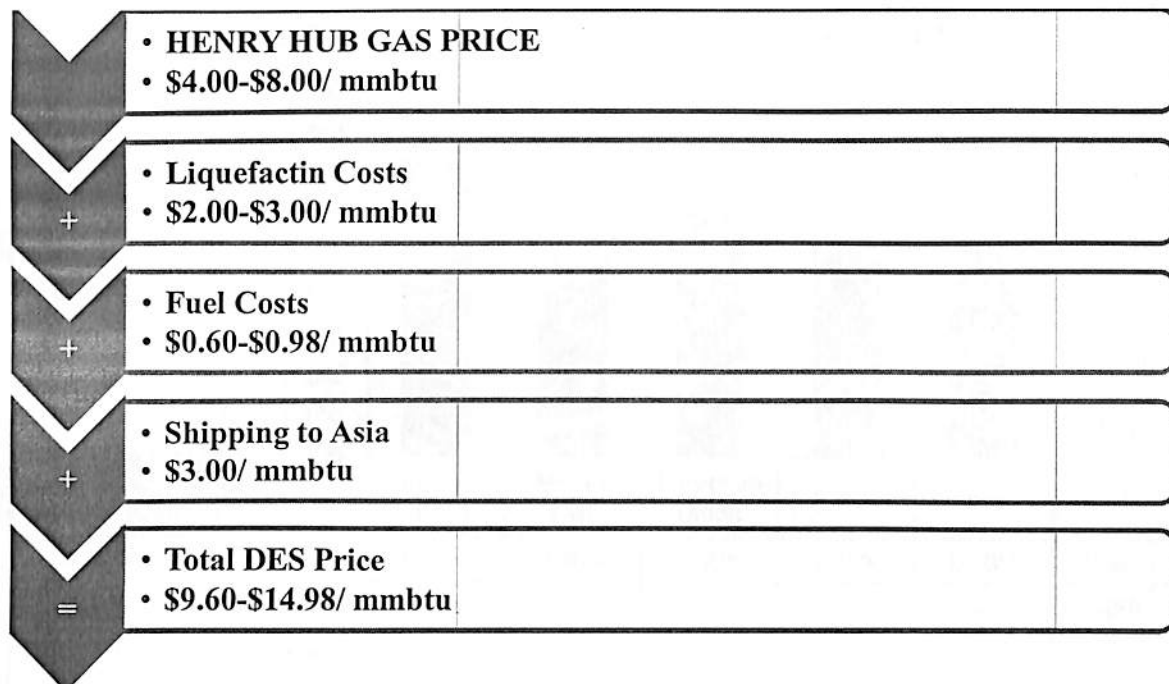 • HENRY HUB GAS PRICE
• $4.00-$8.00/ mmbtu
+
• Liquefactin Costs
• $2.00-$3.00/ mmbtu
+
• Fuel Costs
• $0.60-$0.98/ mmbtu
+
• Shipping to Asia
• $3.00/ mmbtu
=
• Total DES Price
• $9.60-$14.98/ mmbtu